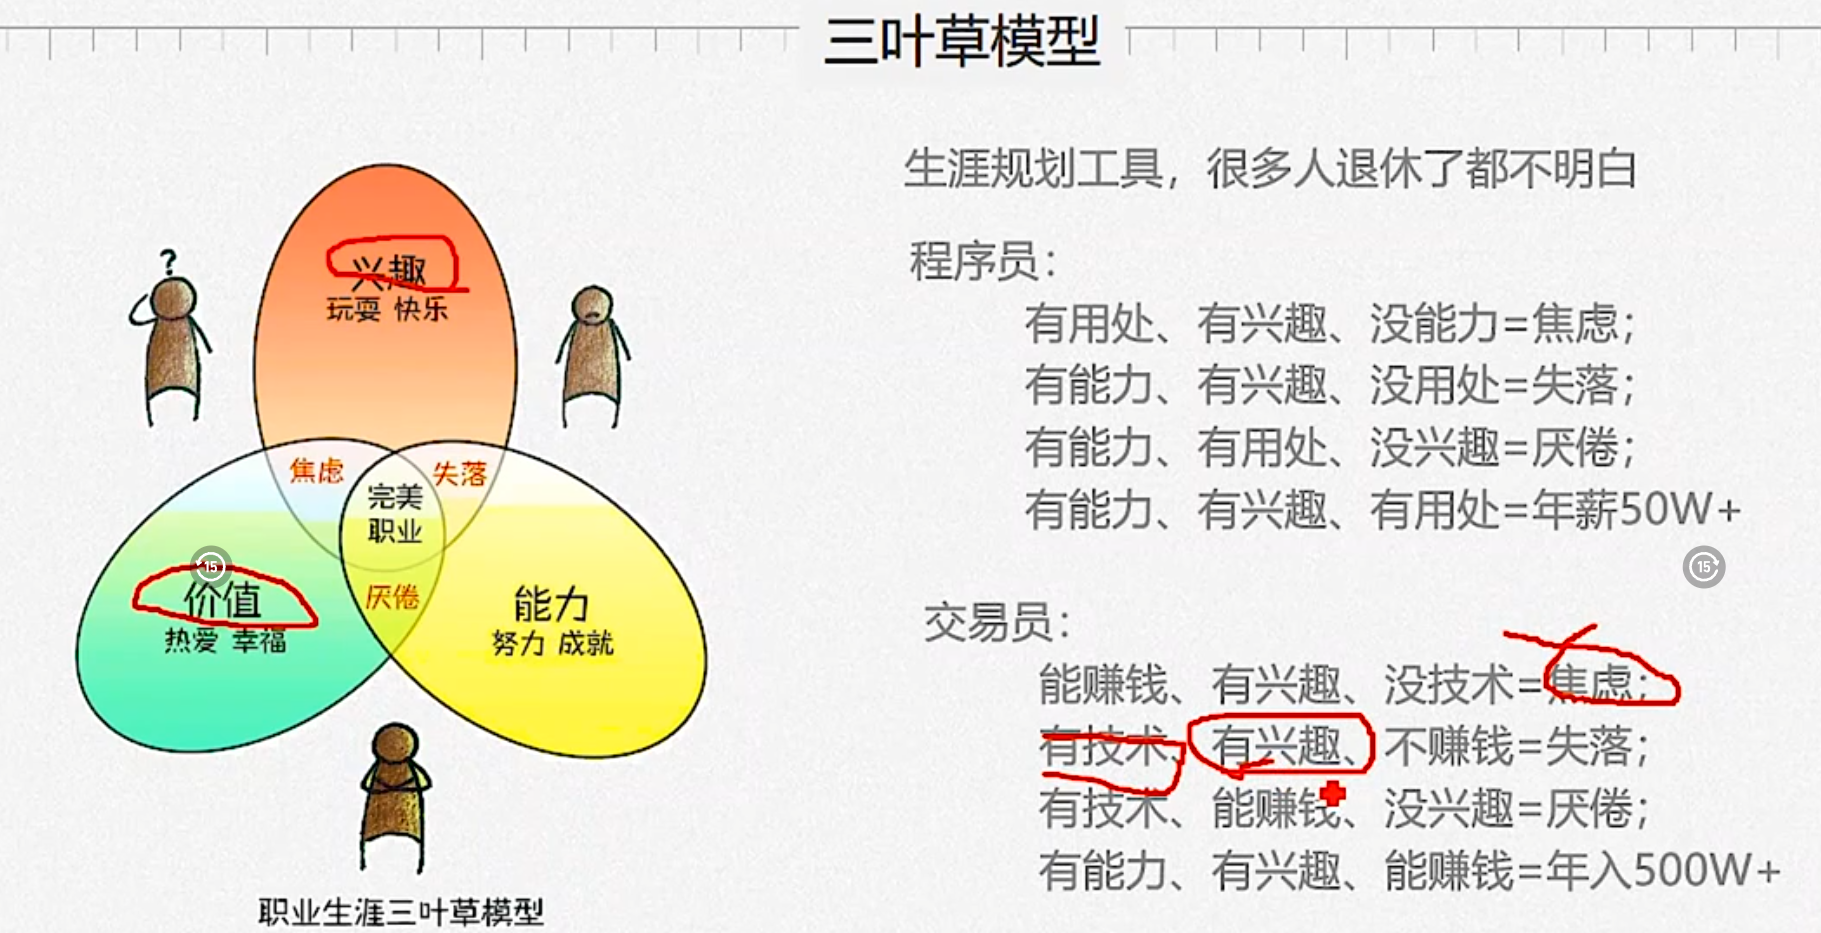 三叶草模型
生涯规划工具，很多人退休了都不明白
程序员：
有用处、有兴趣、没能力=焦虑；
有能力、有兴趣、没用处=失落；
有能力、有用处、没兴趣=厌倦；
有能力、有兴趣、有用处=年薪50W+
交易员：
能赚钱、有兴趣、没技术=焦虑；
有技术、有兴趣、不赚钱=失落；
有技术、能赚钱、没兴趣=厌倦；
有能力、有兴趣、能赚钱=年入500W+
?
兴趣
玩耍 快乐
焦虑
失落
完美
职业
厌倦
15
价值
热爱 幸福
能力
努力 成就
15
职业生涯三叶草模型